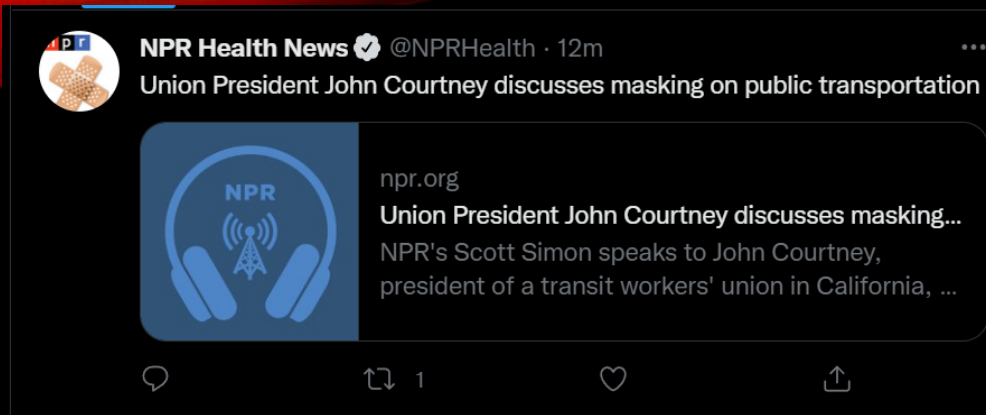 npr
NPR Health News @NPRHealth · 12m
Union President John Courtney discusses masking on public transportation
NPR
npr.org
Union President John Courtney discusses masking...
NPR's Scott Simon speaks to John Courtney,
president of a transit workers' union in California, ...
1